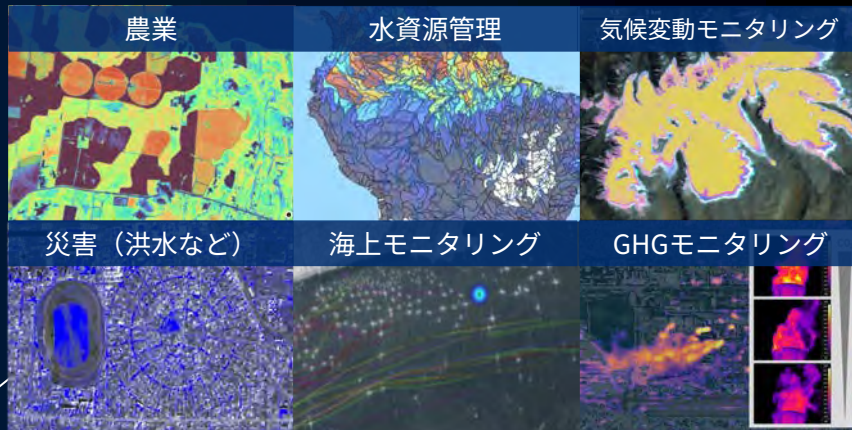 農業
水資源管理
気候変動モニタリング
災害（洪水など）
海上モニタリング
GHGモニタリング